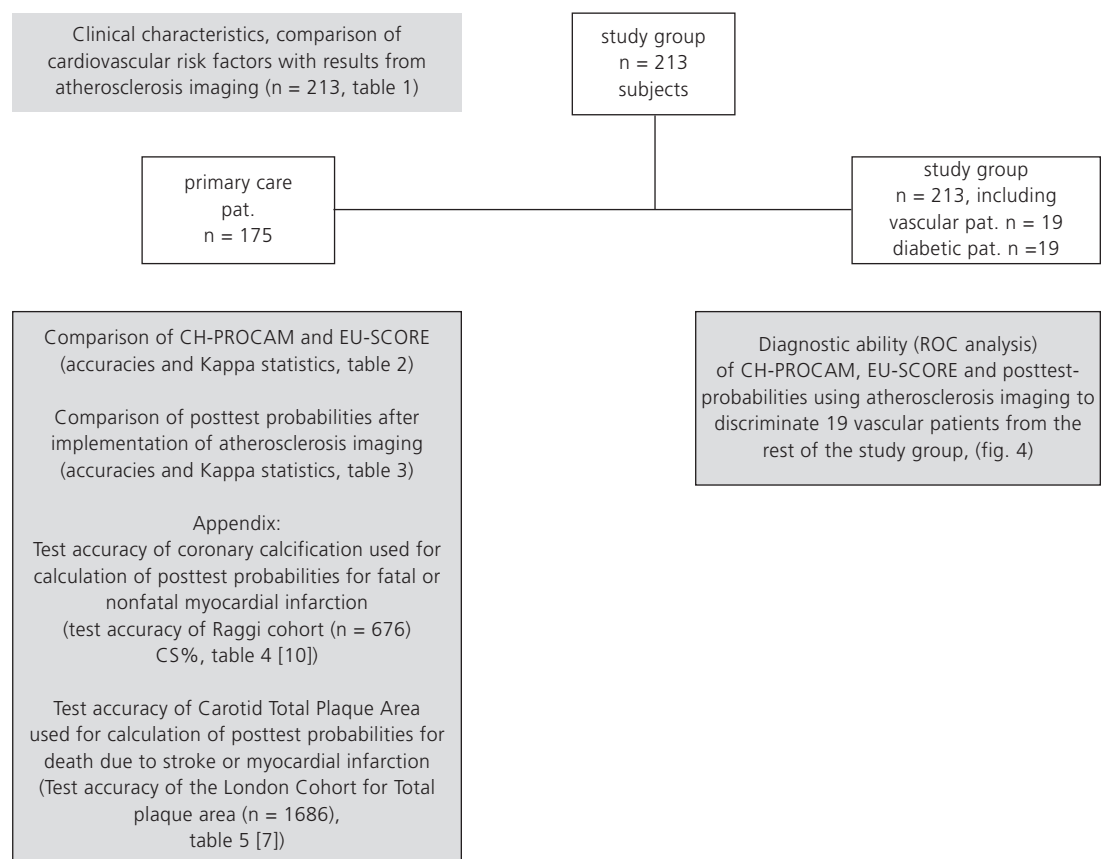 Clinical characteristics, comparison of
cardiovascular risk factors with results from
atherosclerosis imaging (n = 213, table 1)
study group
n = 213
subjects
primary care
pat.
n = 175
study group
n = 213, including
vascular pat. n = 19
diabetic pat. n =19
Comparison of CH-PROCAM and EU-SCORE
(accuracies and Kappa statistics, table 2)
Comparison of posttest probabilities after
implementation of atherosclerosis imaging
(accuracies and Kappa statistics, table 3)
Appendix:
Test accuracy of coronary calcification used for
calculation of posttest probabilities for fatal or
nonfatal myocardial infarction
(test accuracy of Raggi cohort (n = 676)
CS%, table 4 [10])
Test accuracy of Carotid Total Plaque Area
used for calculation of posttest probabilities for
death due to stroke or myocardial infarction
(Test accuracy of the London Cohort for Total
plaque area (n = 1686),
table 5 [7])
Diagnostic ability (ROC analysis)
of CH-PROCAM, EU-SCORE and posttest-
probabilities using atherosclerosis imaging to
discriminate 19 vascular patients from the
rest of the study group, (fig. 4)